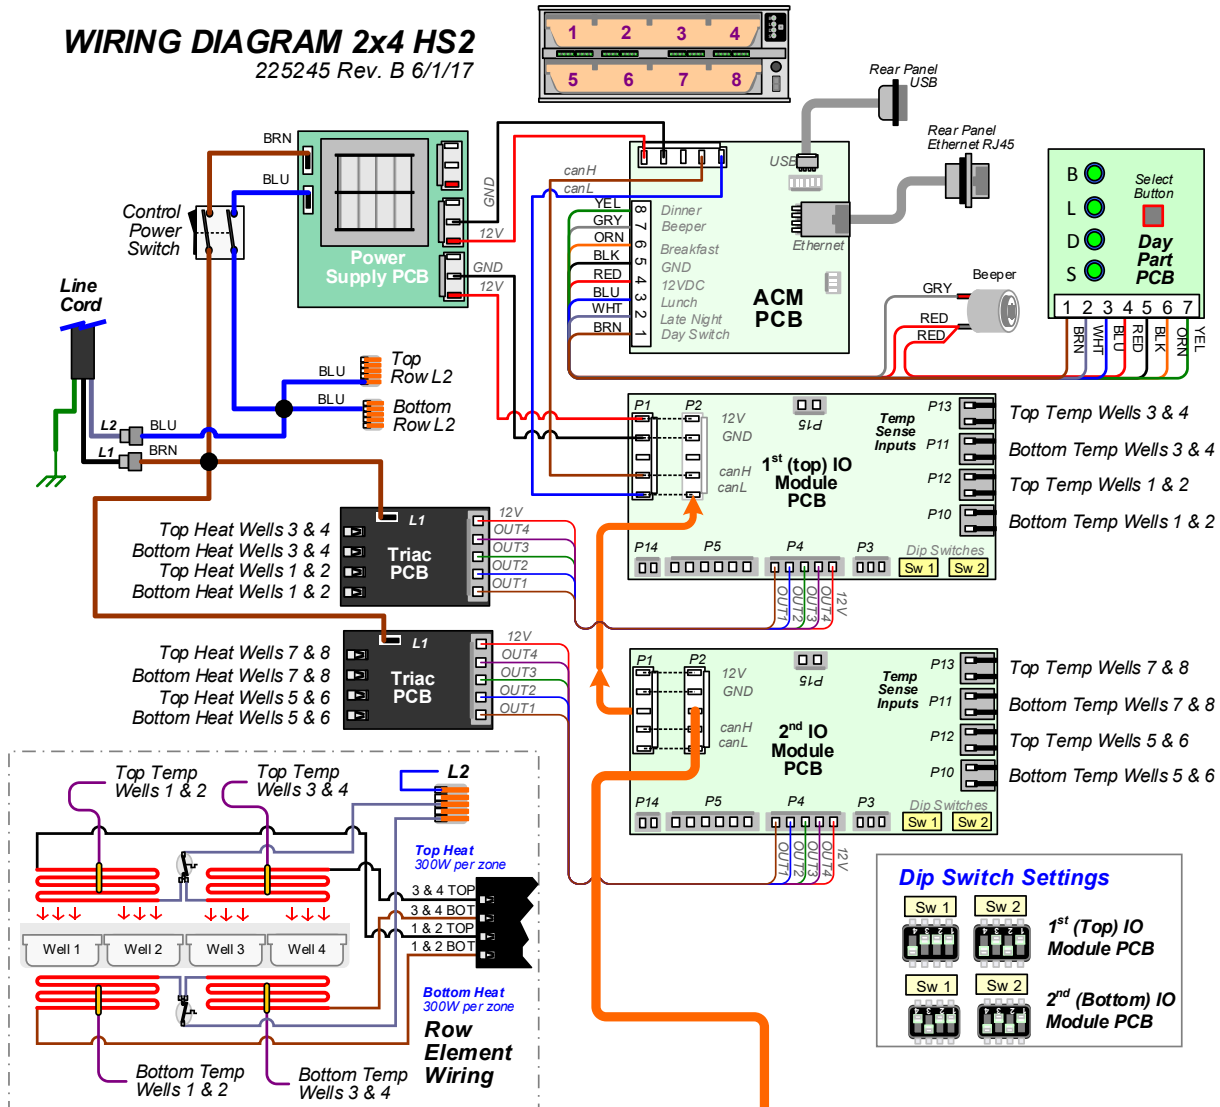 WIRING DIAGRAM 2x4 HS2
225245 Rev. B 6/1/17
1 2 3 4
5 6 7 8
Rear Panel
USB
Rear Panel
Ethernet RJ45
BRN
BLU
Control
Power
Switch
Power
Supply PCB
GND
12V
GND
12V
canH
canL
USB
Ethernet
YEL 8 Dinner
GRY 7 Beeper
ORN 6 Breakfast
BLK 5 GND
RED 4 12VDC
BLU 3 Lunch
WHT 2 Late Night
BRN 1 Day Switch
ACM
PCB
Beeper
GRY
RED
RED
B
L
D
S
Select
Button
Day
Part
PCB
1 2 3 4 5 6 7
BRN
WHT
BLU
RED
BLK
ORN
YEL
Line
Cord
L2
L1
BLU
BRN
BLU
BLU
Top
Row L2
Bottom
Row L2
P1
P2
12V
GND
canH
canL
P15
1st (top) IO
Module
PCB
Temp
Sense
Inputs
P13 Top Temp Wells 3 & 4
P11 Bottom Temp Wells 3 & 4
P12 Top Temp Wells 1 & 2
P10 Bottom Temp Wells 1 & 2
P14
P5
P4
P3
Dip Switches
Sw 1
Sw 2
OUT1
OUT2
OUT3
OUT4
12V
Top Heat Wells 3 & 4
Bottom Heat Wells 3 & 4
Top Heat Wells 1 & 2
Bottom Heat Wells 1 & 2
L1
Triac
PCB
12V
OUT4
OUT3
OUT2
OUT1
Top Heat Wells 7 & 8
Bottom Heat Wells 7 & 8
Top Heat Wells 5 & 6
Bottom Heat Wells 5 & 6
L1
Triac
PCB
12V
OUT4
OUT3
OUT2
OUT1
P1
P2
12V
GND
canH
canL
P15
2nd IO
Module
PCB
Temp
Sense
Inputs
P13 Top Temp Wells 7 & 8
P11 Bottom Temp Wells 7 & 8
P12 Top Temp Wells 5 & 6
P10 Bottom Temp Wells 5 & 6
P14
P5
P4
P3
Dip Switches
Sw 1
Sw 2
OUT1
OUT2
OUT3
OUT4
12V
Top Temp
Wells 1 & 2
Top Temp
Wells 3 & 4
L2
Top Heat
300W per zone
3 & 4 TOP
3 & 4 BOT
1 & 2 TOP
1 & 2 BOT
Well 1
Well 2
Well 3
Well 4
Bottom Heat
300W per zone
Row
Element
Wiring
Bottom Temp
Wells 1 & 2
Bottom Temp
Wells 3 & 4
Dip Switch Settings
Sw 1
Sw 2
4 3 2 1
4 3 2 1
1st (Top) IO
Module PCB
Sw 1
Sw 2
4 3 2 1
4 3 2 1
2nd (Bottom) IO
Module PCB